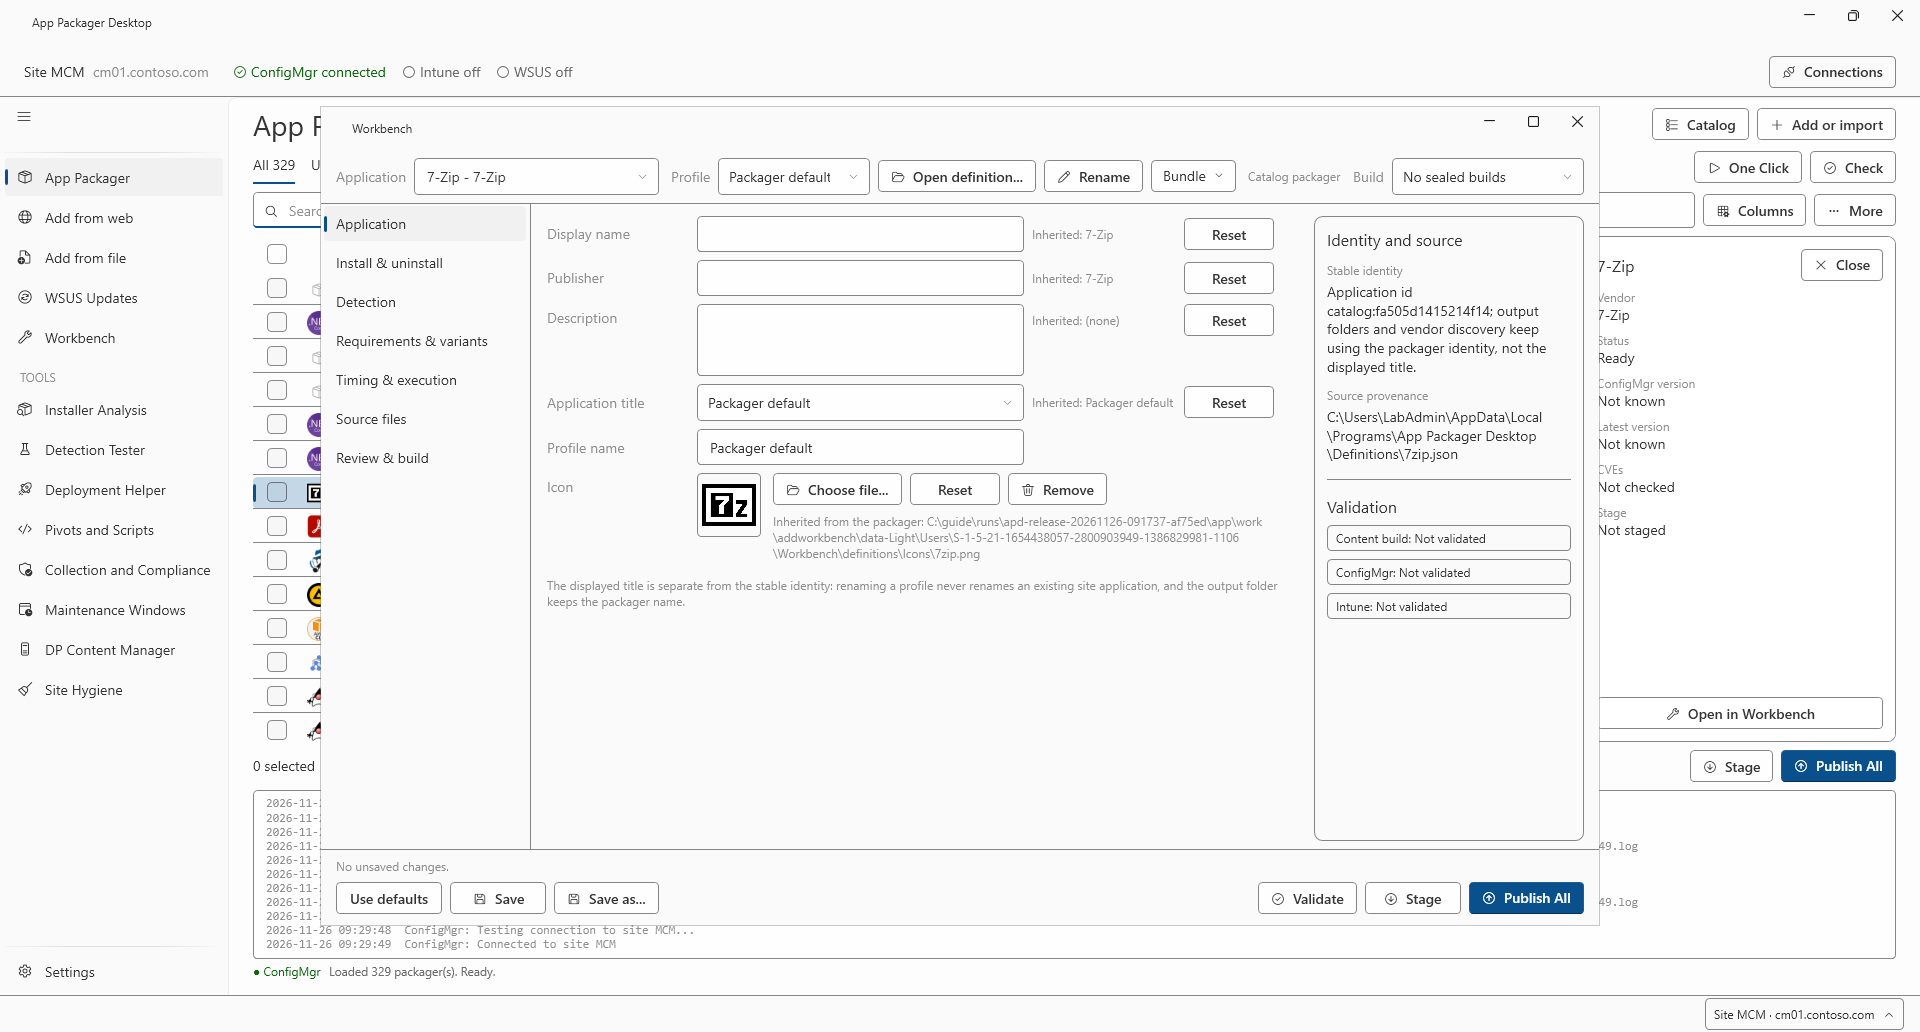 App Packager Desktop
Site MCM cm01.contoso.com ConfigMgr connected Intune off WSUS off Connections
App Packager
Add from web
Add from file
WSUS Updates
Workbench
TOOLS
Installer Analysis
Detection Tester
Deployment Helper
Pivots and Scripts
Collection and Compliance
Maintenance Windows
DP Content Manager
Site Hygiene
Settings
App
Catalog Add or import
All 329 U
One Click Check
Columns More
Workbench
Application 7-Zip - 7-Zip Profile Packager default Open definition... Rename Bundle Catalog packager Build No sealed builds
Application
Install & uninstall
Detection
Requirements & variants
Timing & execution
Source files
Review & build
Display name Inherited: 7-Zip Reset
Publisher Inherited: 7-Zip Reset
Description Inherited: (none) Reset
Application title Packager default Inherited: Packager default Reset
Profile name Packager default
Icon Choose file... Reset Remove
Inherited from the packager: C:\guide\runs\apd-release-20261126-091737-af75ed\app\work
\addworkbench\data-Light\Users\S-1-5-21-1654438057-2800903949-1386829981-1106
\Workbench\definitions\Icons\7zip.png
The displayed title is separate from the stable identity: renaming a profile never renames an existing site application, and the output folder
keeps the packager name.
Identity and source
Stable identity
Application id
catalog:fa505d1415214f14; output
folders and vendor discovery keep
using the packager identity, not the
displayed title.
Source provenance
C:\Users\LabAdmin\AppData\Local
\Programs\App Packager Desktop
\Definitions\7zip.json
Validation
Content build: Not validated
ConfigMgr: Not validated
Intune: Not validated
No unsaved changes.
Use defaults Save Save as... Validate Stage Publish All
7-Zip Close
Vendor
7-Zip
Status
Ready
ConfigMgr version
Not known
Latest version
Not known
CVEs
Not checked
Stage
Not staged
Open in Workbench
0 selected Stage Publish All
49.log
49.log
2026-11-26 09:29:48 ConfigMgr: Testing connection to site MCM...
2026-11-26 09:29:49 ConfigMgr: Connected to site MCM
ConfigMgr Loaded 329 packager(s). Ready.
Site MCM · cm01.contoso.com